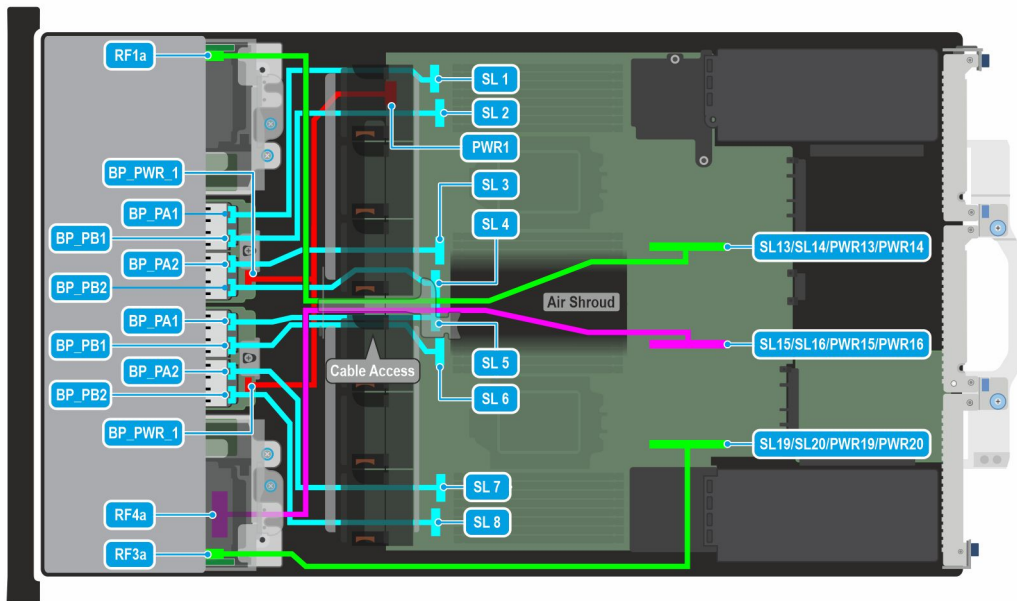 RF1a
SL 1
SL 2
PWR1
BP_PWR_1
SL 3
BP_PA1
SL 4
BP_PB1
SL13/SL14/PWR13/PWR14
BP_PA2
BP_PB2
Air Shroud
BP_PA1
BP_PB1
SL15/SL16/PWR15/PWR16
SL 5
Cable Access
BP_PA2
BP_PB2
SL 6
BP_PWR_1
SL19/SL20/PWR19/PWR20
SL 7
RF4a
SL 8
RF3a